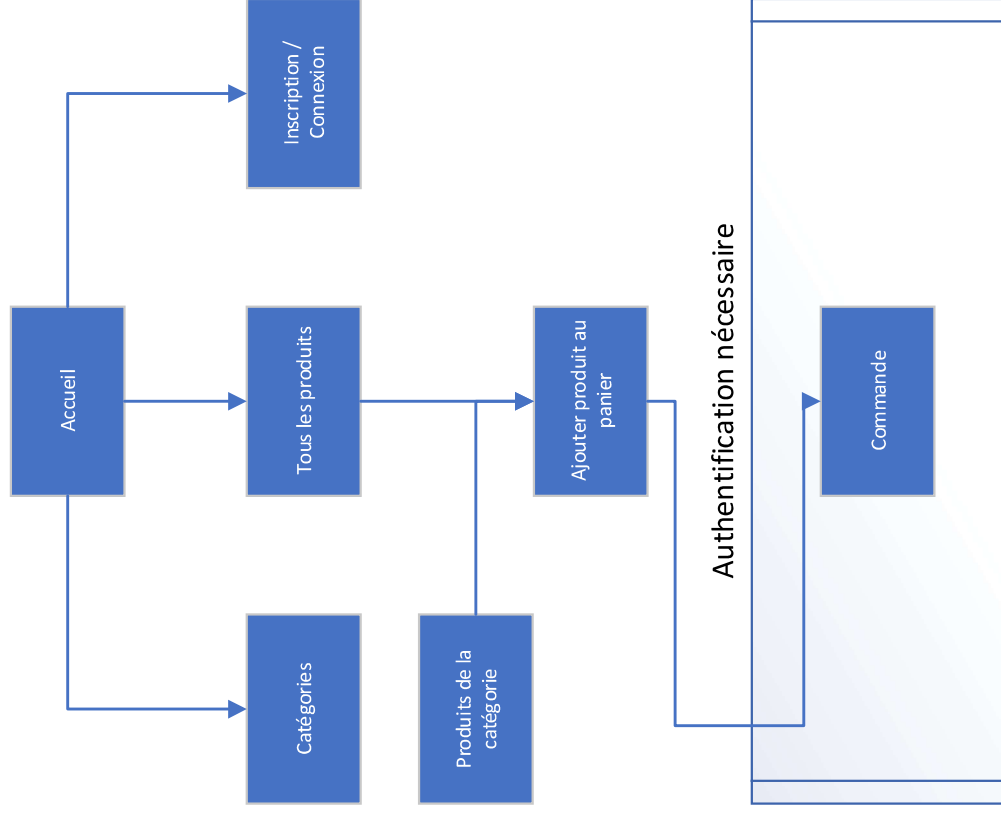 Accueil
Inscription /
Connexion
Tous les produits
Catégories
Produits de la
catégorie
Ajouter produit au
panier
Authentification nécessaire
Commande